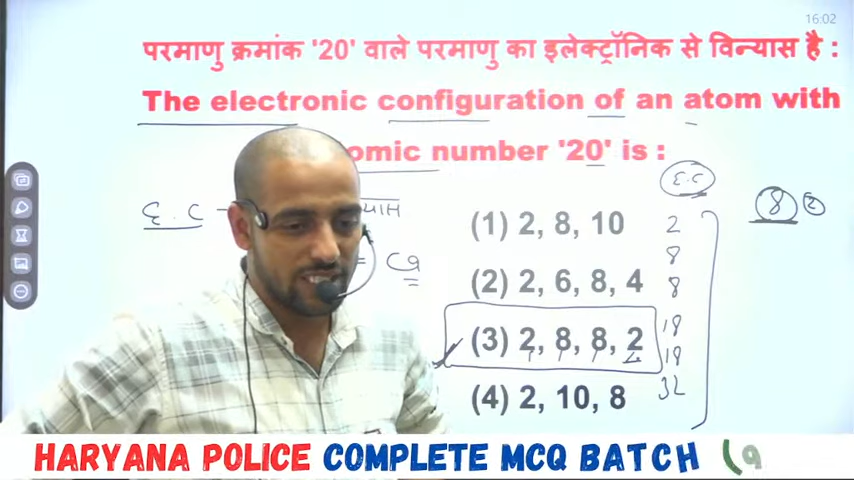 16:02
परमाणु क्रमांक '20' वाले परमाणु का इलेक्ट्रॉनिक से विन्यास है :
The electronic configuration of an atom with
omic number '20' is :
E.C
8 2
E.C
(1) 2, 8, 10
2
8
(2) 2, 6, 8, 4
8
(3) 2, 8, 8, 2
18
18
(4) 2, 10, 8
32
HARYANA POLICE COMPLETE MCQ BATCH